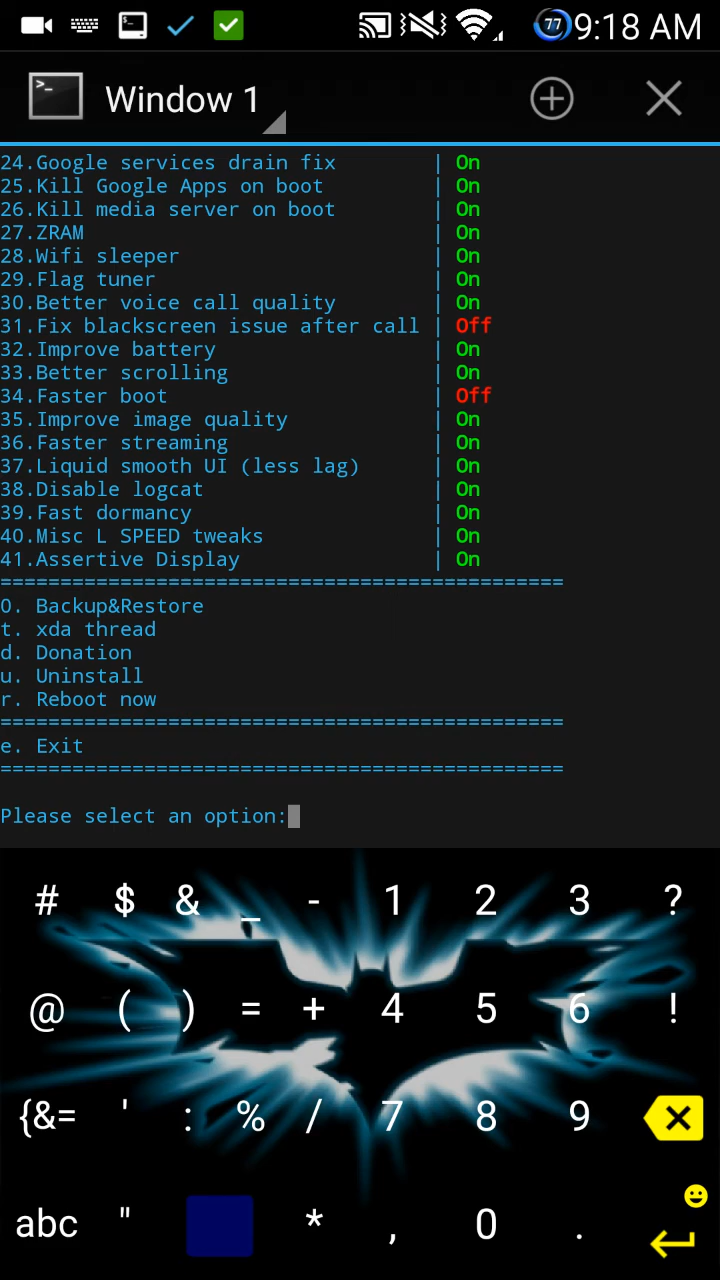 77 9:18 AM
Window 1
24.Google services drain fix | On
25.Kill Google Apps on boot | On
26.Kill media server on boot | On
27.ZRAM | On
28.Wifi sleeper | On
29.Flag tuner | On
30.Better voice call quality | On
31.Fix blackscreen issue after call | Off
32.Improve battery | On
33.Better scrolling | On
34.Faster boot | Off
35.Improve image quality | On
36.Faster streaming | On
37.Liquid smooth UI (less lag) | On
38.Disable logcat | On
39.Fast dormancy | On
40.Misc L SPEED tweaks | On
41.Assertive Display | On
===============================================
0. Backup&Restore
t. xda thread
d. Donation
u. Uninstall
r. Reboot now
===============================================
e. Exit
===============================================
Please select an option:
# $ & _ - 1 2 3 ?
@ ( ) = + 4 5 6 !
{&= ' : % / 7 8 9
abc " * , 0 .